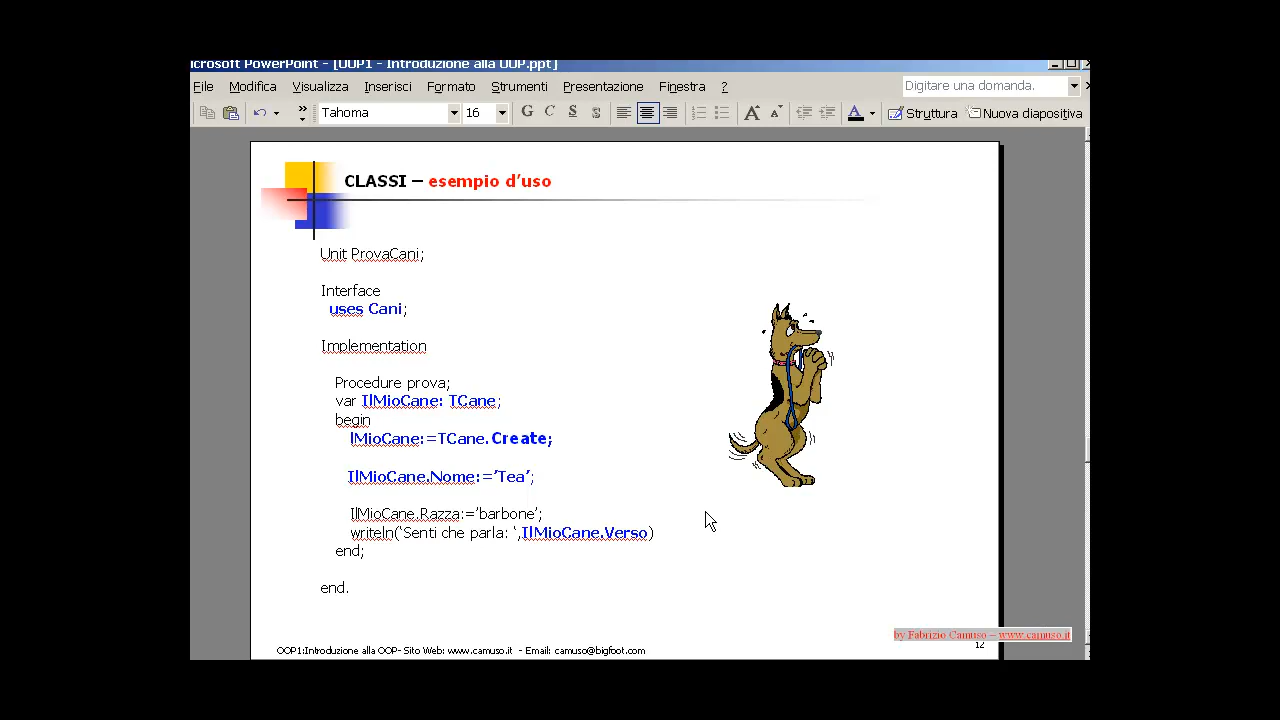 icrosoft PowerPoint - [OOP1 - Introduzione alla OOP.ppt]
File Modifica Visualizza Inserisci Formato Strumenti Presentazione Finestra ? Digitare una domanda.
Tahoma 16 G C S S A A A Struttura Nuova diapositiva
CLASSI – esempio d'uso
Unit ProvaCani;
Interface
uses Cani;
Implementation
Procedure prova;
var IlMioCane: TCane;
begin
lMioCane:=TCane.Create;
IlMioCane.Nome:='Tea';
IlMioCane.Razza:='barbone';
writeln('Senti che parla: ',IlMioCane.Verso)
end;
end.
by Fabrizio Camuso – www.camuso.it
12
Introduzione alla OOP- Sito Web: www.camuso.it - Email: camuso@bigfoot.com